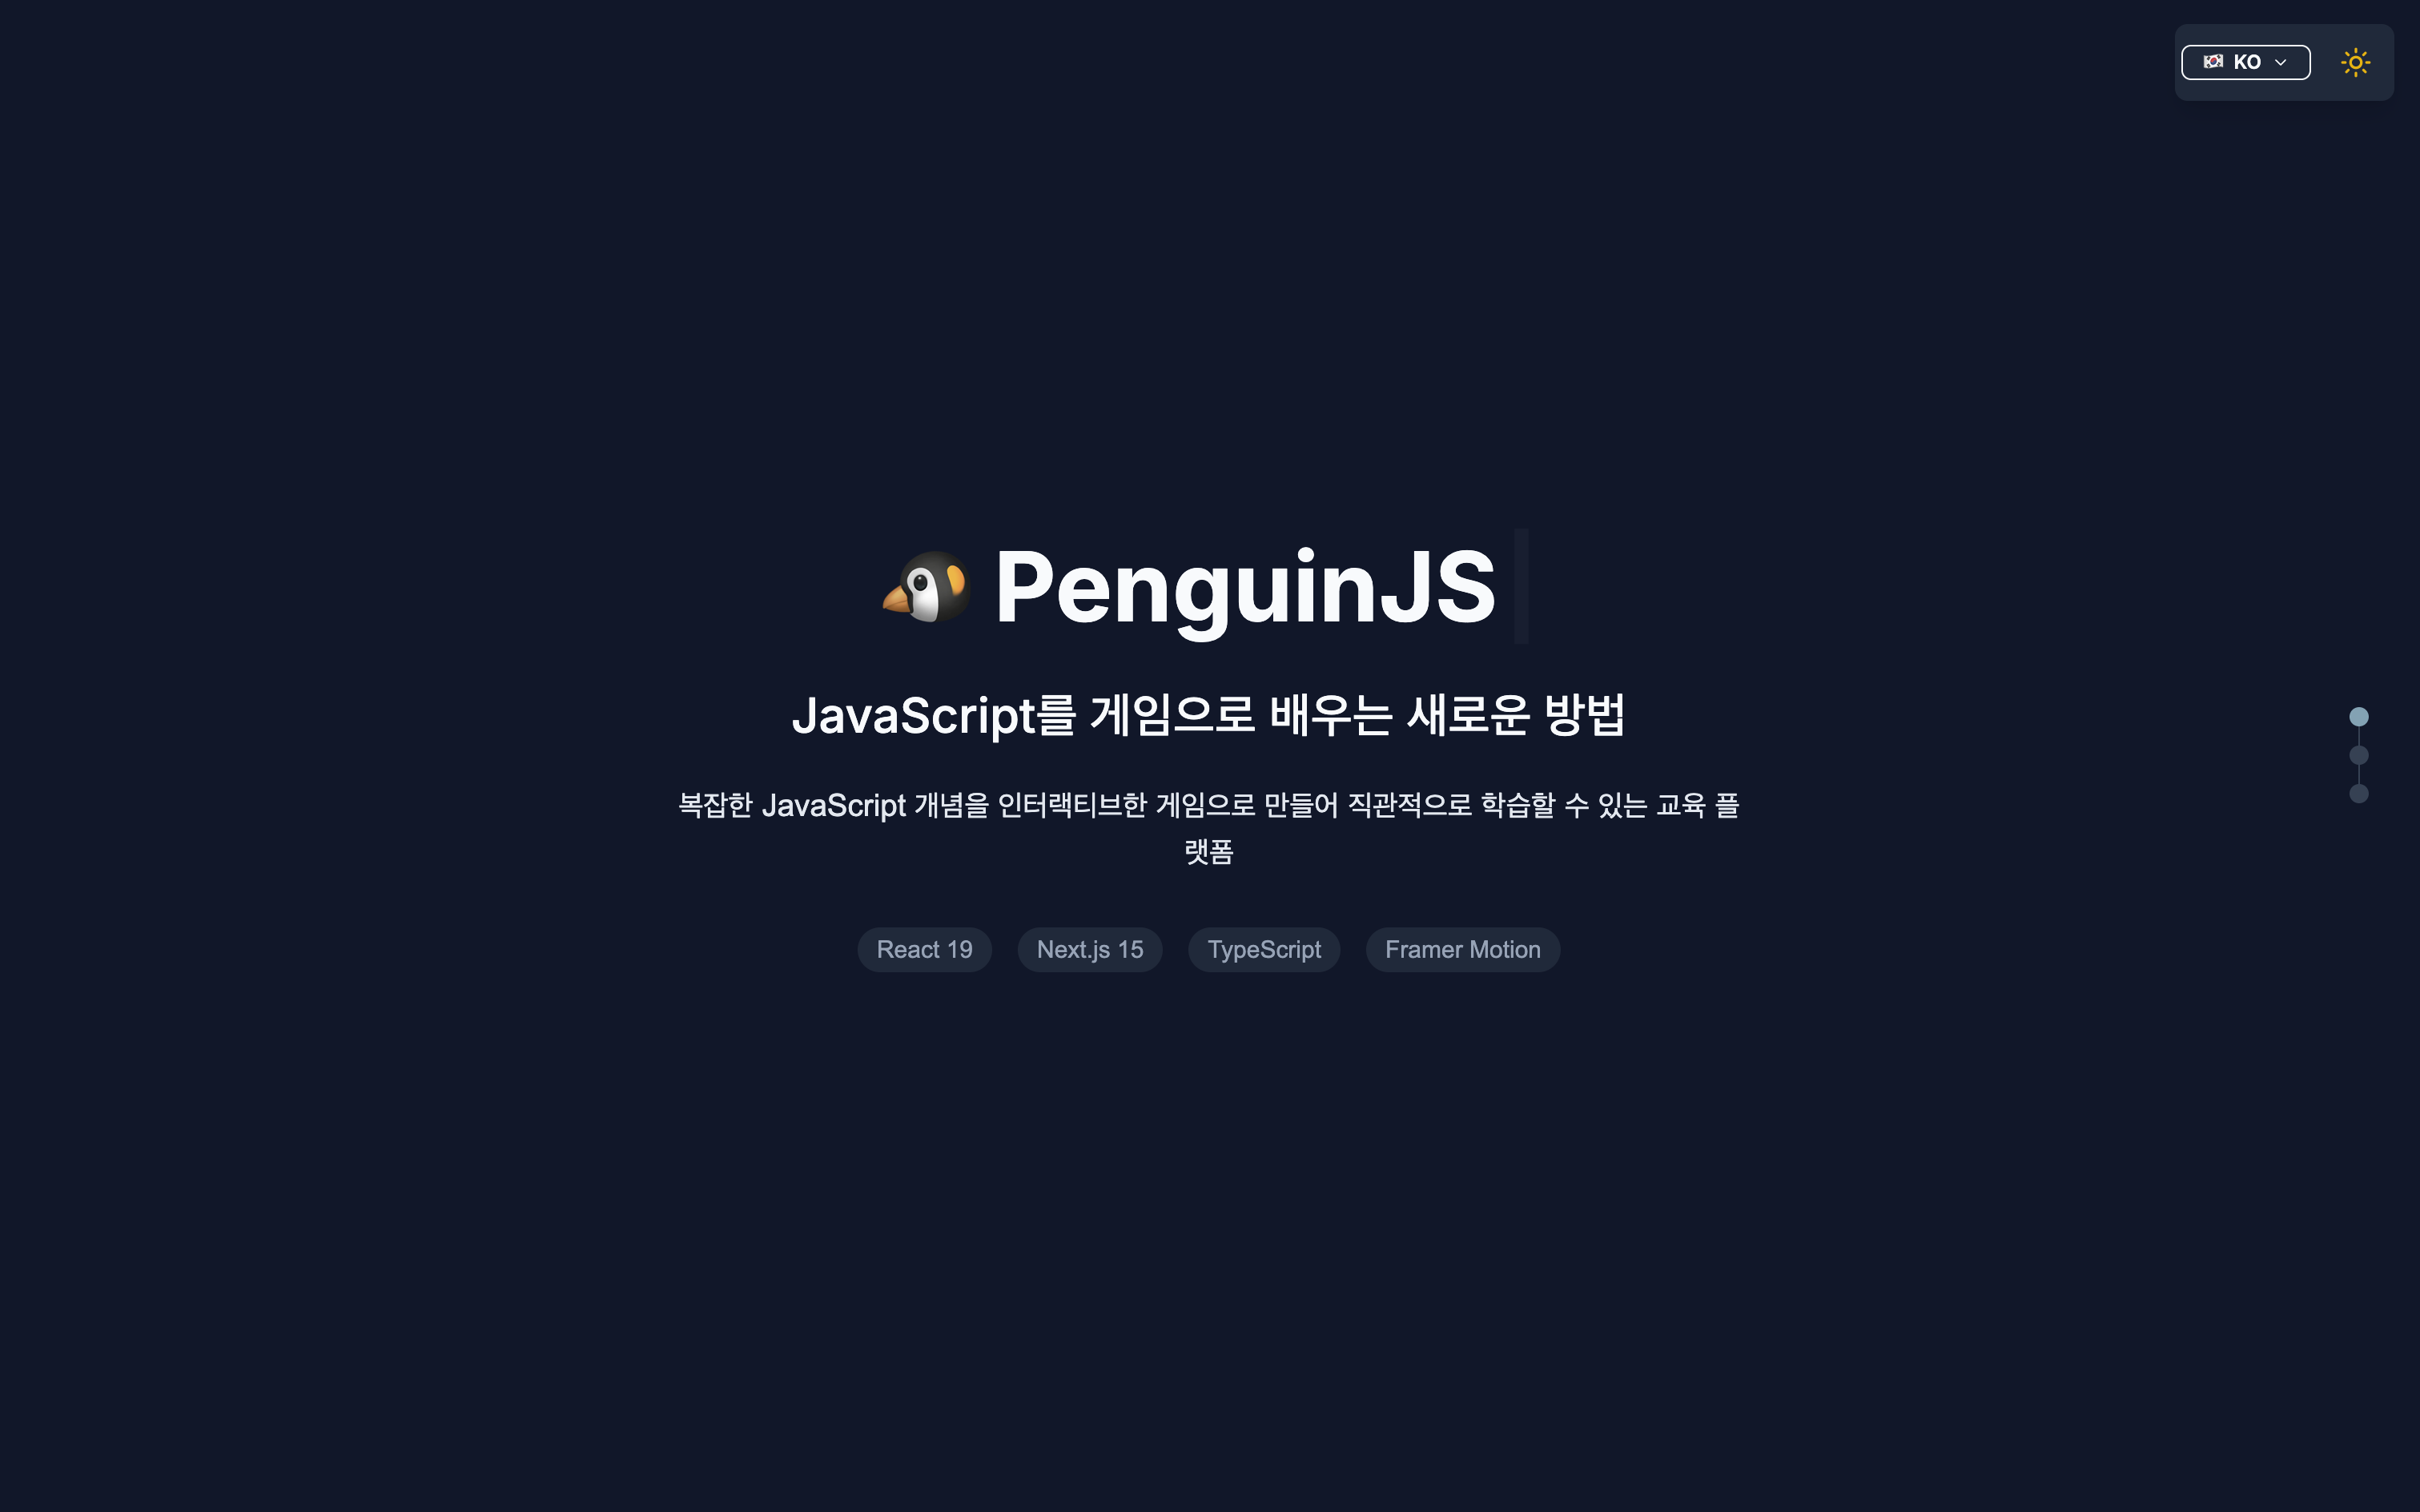 KO
PenguinJS
JavaScript를 게임으로 배우는 새로운 방법
복잡한 JavaScript 개념을 인터랙티브한 게임으로 만들어 직관적으로 학습할 수 있는 교육 플
랫폼
React 19
Next.js 15
TypeScript
Framer Motion